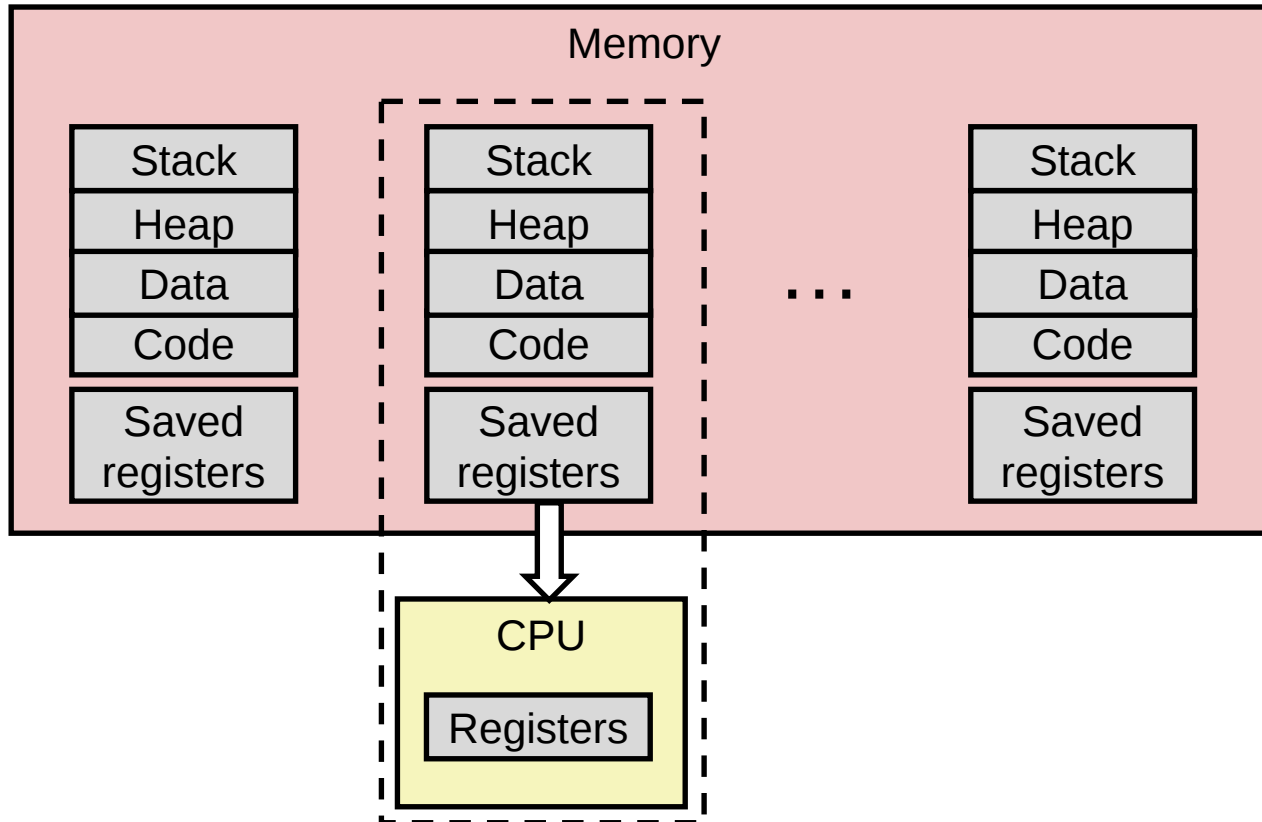 Memory
Stack
Heap
Data
Code
Saved
registers
Stack
Heap
Data
Code
Saved
registers
...
Stack
Heap
Data
Code
Saved
registers
CPU
Registers